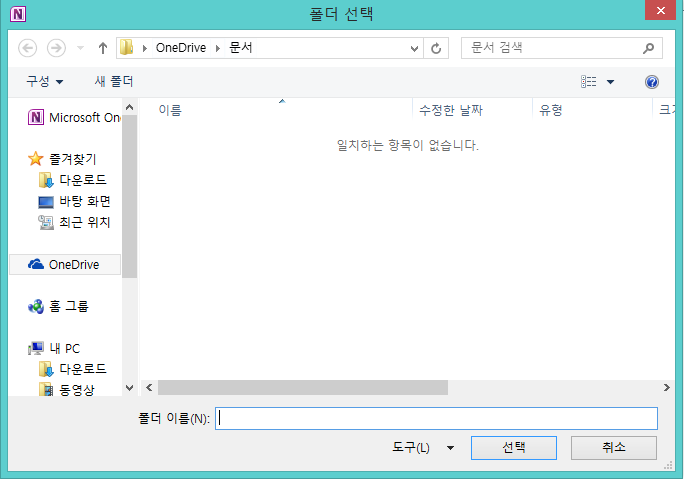 폴더 선택
OneDrive 문서
문서 검색
구성 새 폴더
이름 수정한 날짜 유형 크기
일치하는 항목이 없습니다.
Microsoft One
즐겨찾기
다운로드
바탕 화면
최근 위치
OneDrive
홈 그룹
내 PC
다운로드
동영상
폴더 이름(N):
도구(L) 선택 취소